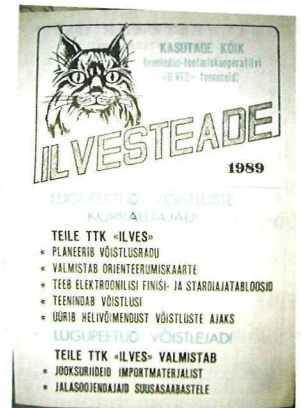 KASUTAGE KÕIK
teenindus-tootmiskooperatiivi
«ILVES» teenuseid!
ILVESTEADE
1989
LUGUPEETUD VÕISTLUSTE
KORRALDAJAD!
TEILE TTK «ILVES»
* PLANEERIB VÕISTLUSRADU
* VALMISTAB ORIENTEERUMISKAARTE
* TEEB ELEKTROONILISI FINIŠI- JA STARDIAJATABLOOSID
* TEENINDAB VÕISTLUSI
* ÜÜRIB HELIVÕIMENDUST VÕISTLUSTE AJAKS
LUGUPEETUD VÕISTLEJAD!
TEILE TTK «ILVES» VALMISTAB
* JOOKSURIIDEID IMPORTMATERJALIST
* JALASOOJENDAJAID SUUSASAABASTELE